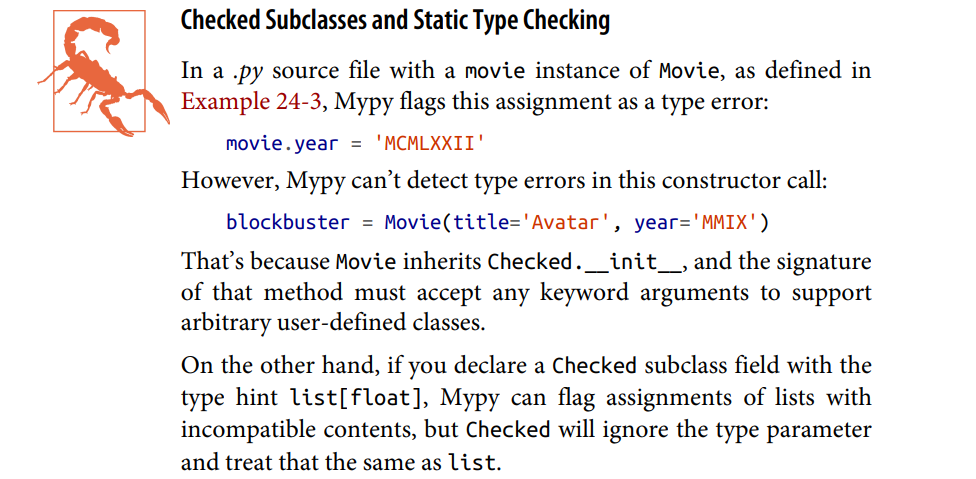 Checked Subclasses and Static Type Checking
In a .py source file with a movie instance of Movie, as defined in
Example 24-3, Mypy flags this assignment as a type error:
movie.year = 'MCMLXXII'
However, Mypy can’t detect type errors in this constructor call:
blockbuster = Movie(title='Avatar', year='MMIX')
That’s because Movie inherits Checked.__init__, and the signature
of that method must accept any keyword arguments to support
arbitrary user-defined classes.
On the other hand, if you declare a Checked subclass field with the
type hint list[float], Mypy can flag assignments of lists with
incompatible contents, but Checked will ignore the type parameter
and treat that the same as list.